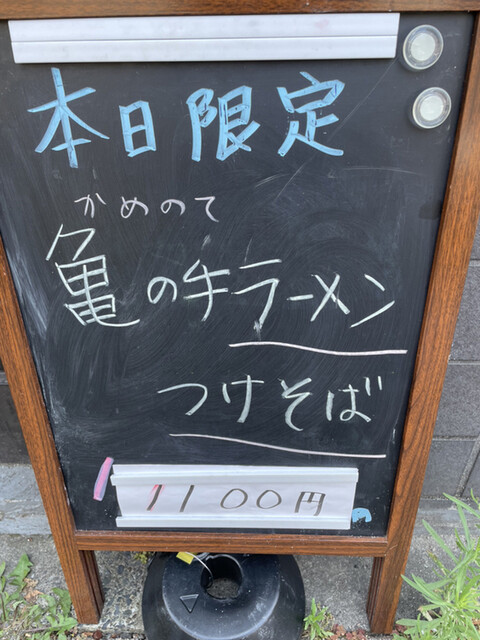 本日限定
かめのて
亀の手ラーメン
つけそば
1100円